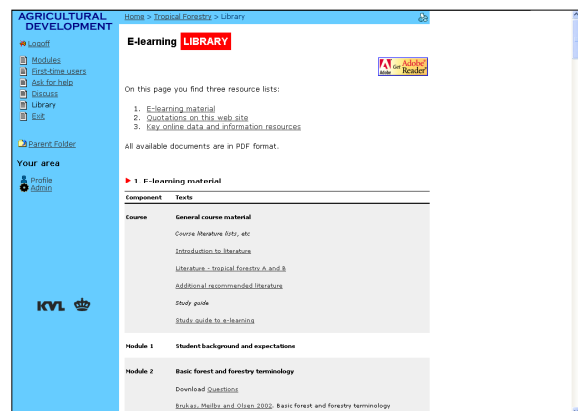 AGRICULTURAL
DEVELOPMENT
Logoff
Modules
First-time users
Ask for help
Discuss
Library
Exit
Parent Folder
Your area
Profile
Admin
KVL
Home > Tropical Forestry > Library
E-learning LIBRARY
Get Adobe Reader
Adobe
On this page you find three resource lists:
1. E-learning material
2. Quotations on this web site
3. Key online data and information resources
All available documents are in PDF format.
1. E-learning material
Component Texts
Course General course material
Course literature lists, etc
Introduction to literature
Literature - tropical forestry A and B
Additional recommended literature
Study guide
Study guide to e-learning
Module 1 Student background and expectations
Module 2 Basic forest and forestry terminology
Download Questions
Brukas, Meilby and Olsen 2002. Basic forest and forestry terminology